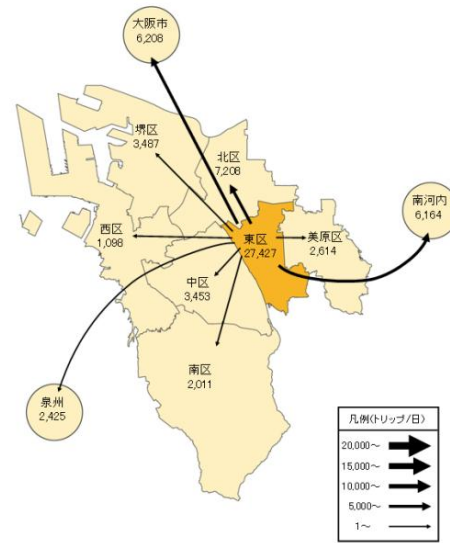 大阪市
6,208
堺区
3,487
北区
7,208
南河内
6,164
西区
1,098
東区
27,427
美原区
2,614
中区
3,453
南区
2,011
泉州
2,425
凡例(トリップ/日)
20,000～
15,000～
10,000～
5,000～
1～